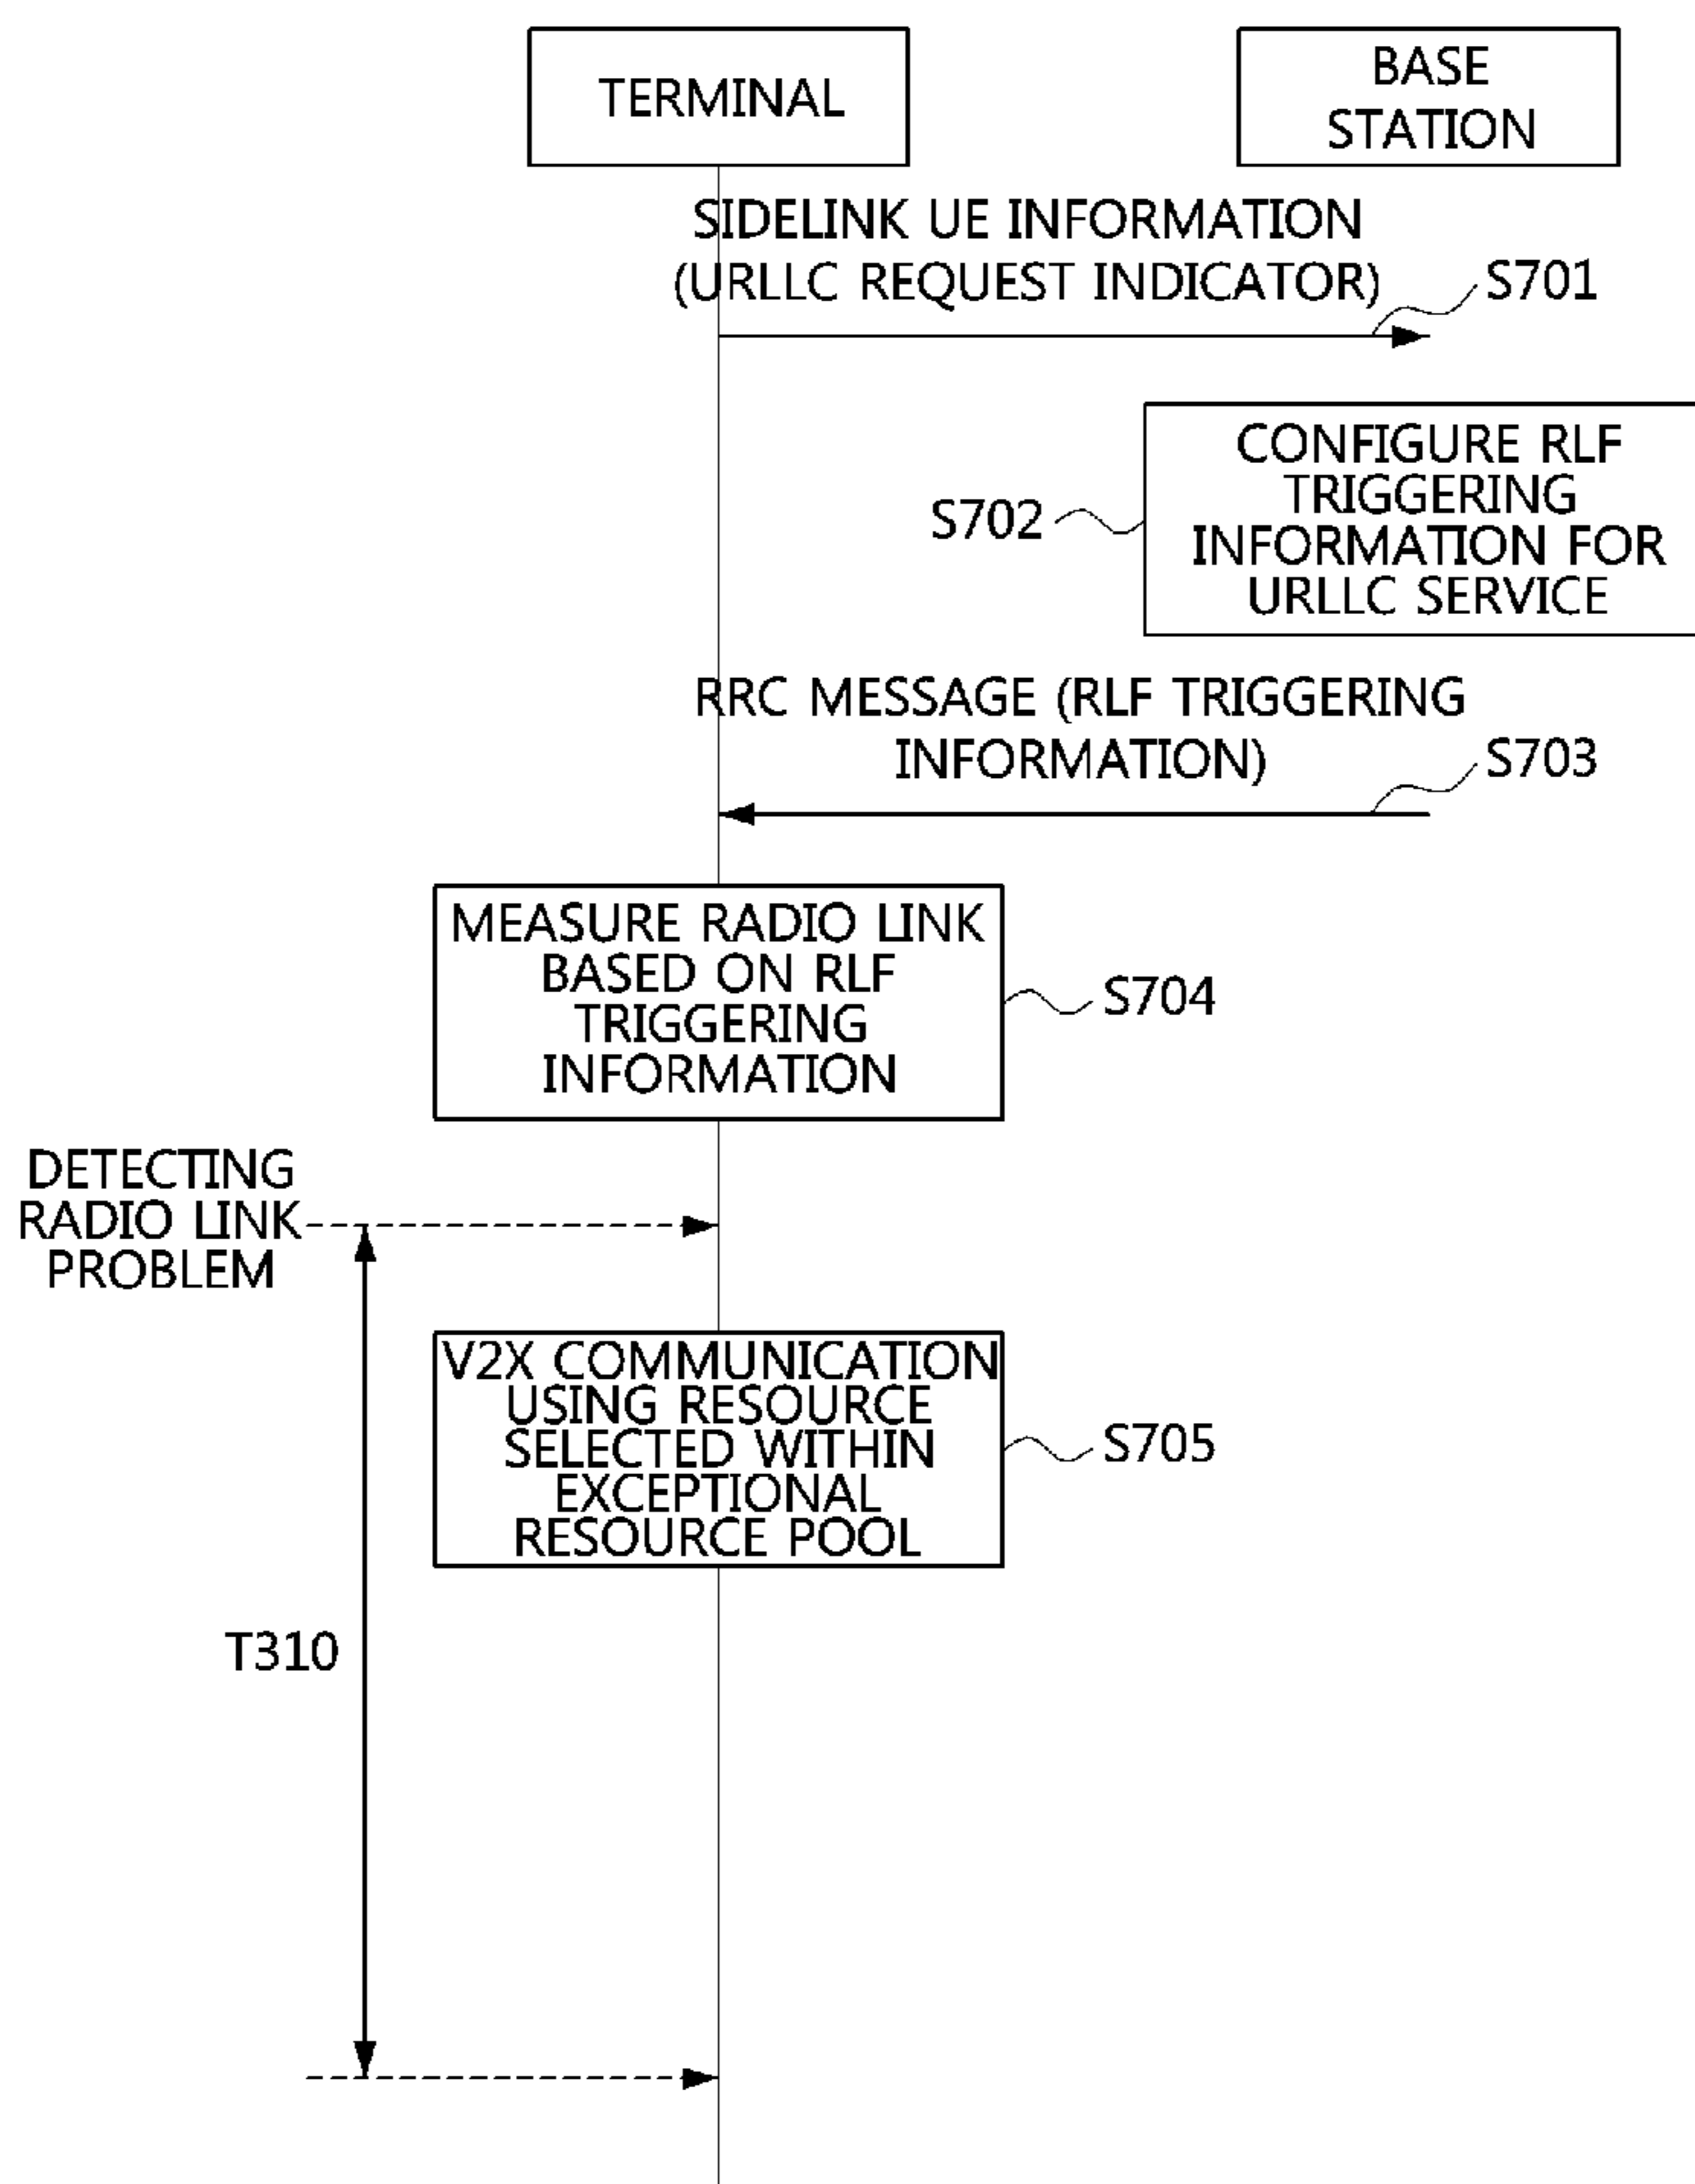 TERMINAL
BASE
STATION
SIDELINK UE INFORMATION
(URLLC REQUEST INDICATOR)
S701
CONFIGURE RLF
TRIGGERING
INFORMATION FOR
URLLC SERVICE
S702
RRC MESSAGE (RLF TRIGGERING
INFORMATION)
S703
MEASURE RADIO LINK
BASED ON RLF
TRIGGERING
INFORMATION
S704
DETECTING
RADIO LINK
PROBLEM
V2X COMMUNICATION
USING RESOURCE
SELECTED WITHIN
EXCEPTIONAL
RESOURCE POOL
S705
T310